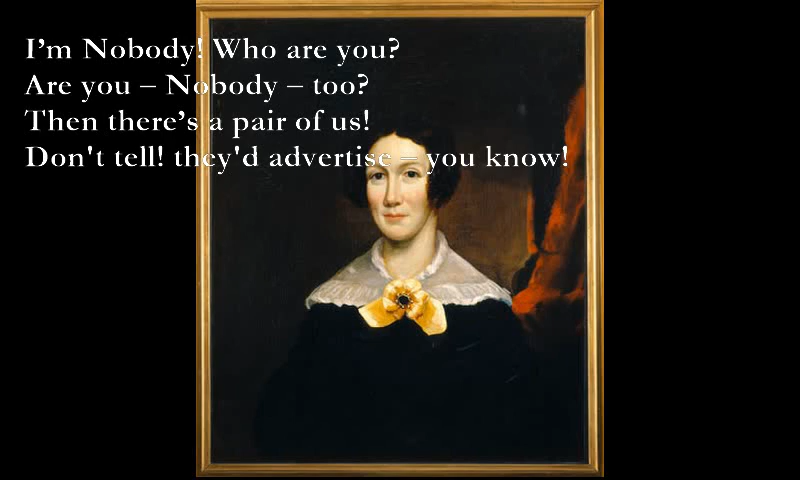 I’m Nobody! Who are you?
Are you – Nobody – too?
Then there’s a pair of us!
Don't tell! they'd advertise – you know!